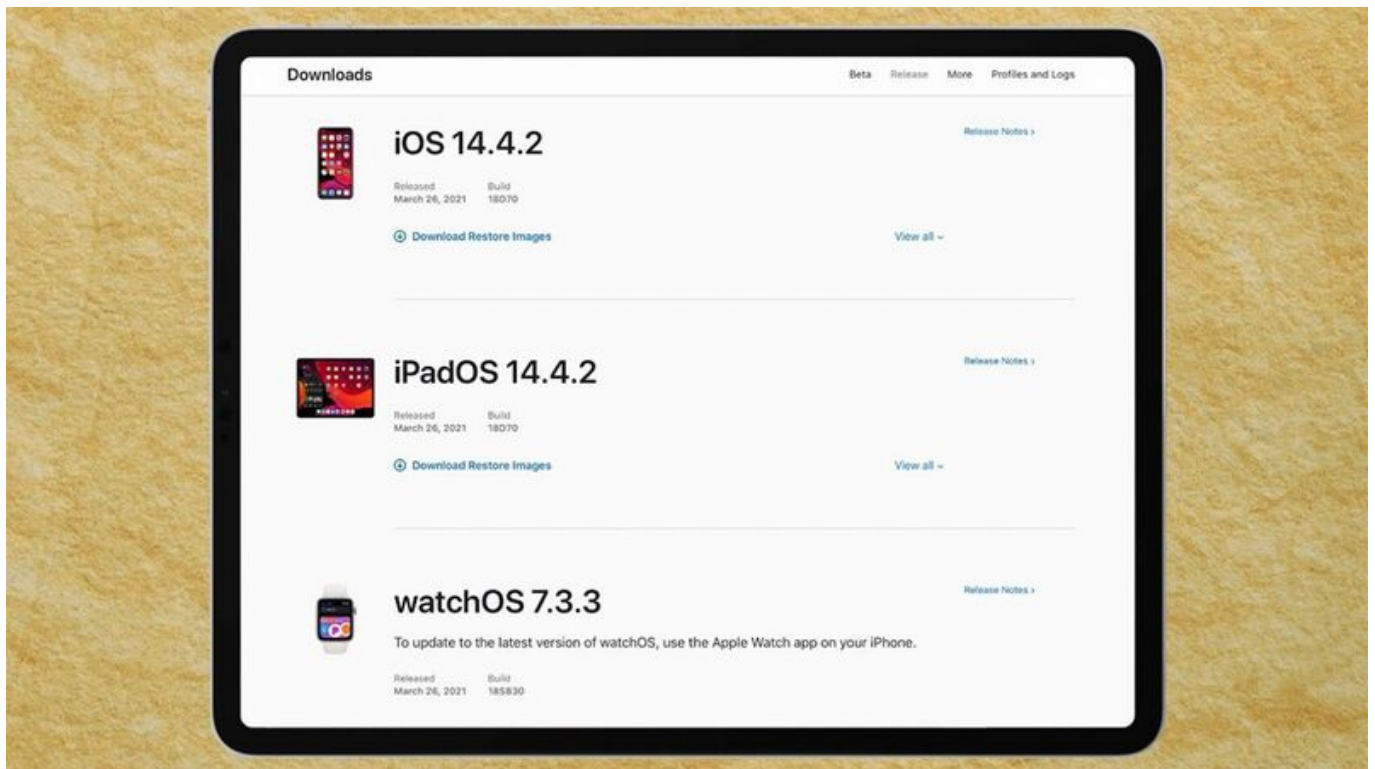 Downloads
Beta Release More Profiles and Logs
iOS 14.4.2
Release Notes ›
Released Build
March 26, 2021 18D70
Download Restore Images
View all
iPadOS 14.4.2
Release Notes ›
Released Build
March 26, 2021 18D70
Download Restore Images
View all
watchOS 7.3.3
Release Notes ›
To update to the latest version of watchOS, use the Apple Watch app on your iPhone.
Released Build
March 26, 2021 18S830